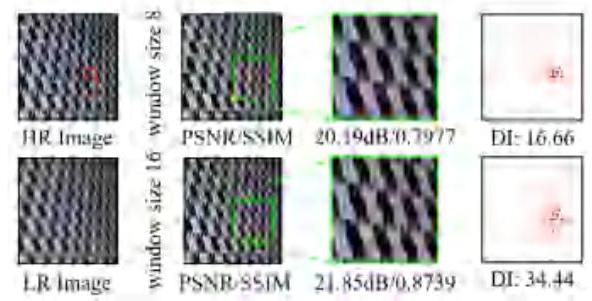 window size 8
HR Image
PSNR/SSIM
20.19dB/0.7977
DI: 16.66
window size 16
LR Image
PSNR/SSIM
21.85dB/0.8739
DI: 34.44